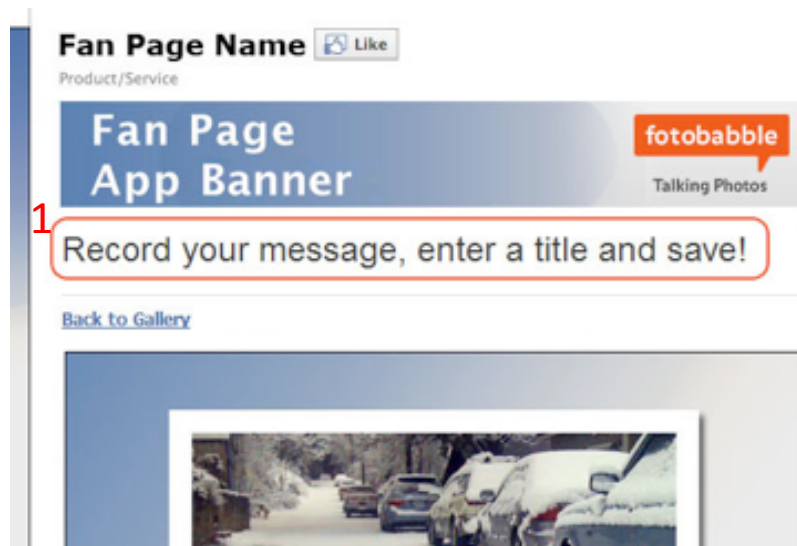 Fan Page Name Like
Product/Service
Fan Page
App Banner
fotobabble
Talking Photos
1
Record your message, enter a title and save!
Back to Gallery